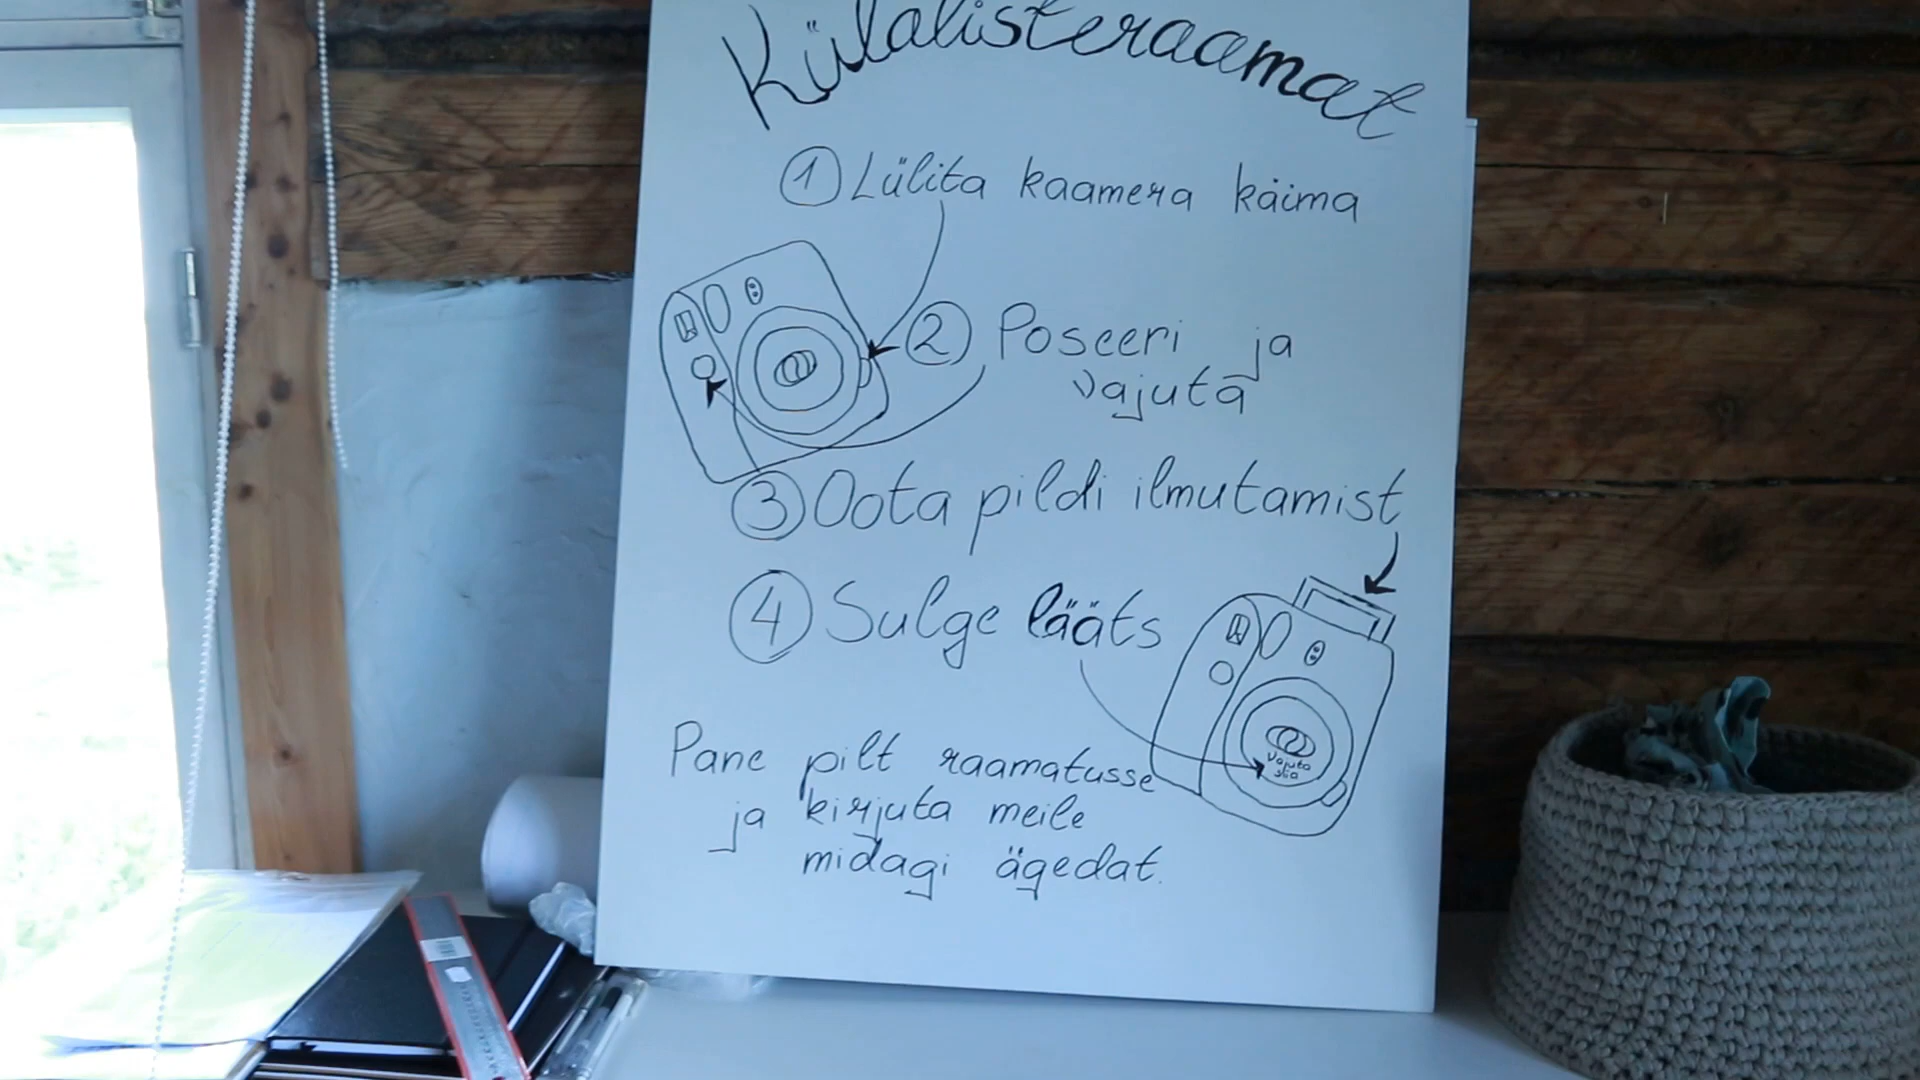 Külalisteraamat
1 Lülita kaamera käima
2 Poseeri ja
vajuta
3 Oota pildi ilmutamist
4 Sulge lääts
vajuta
siia
Pane pilt raamatusse
ja kirjuta meile
midagi ägedat.